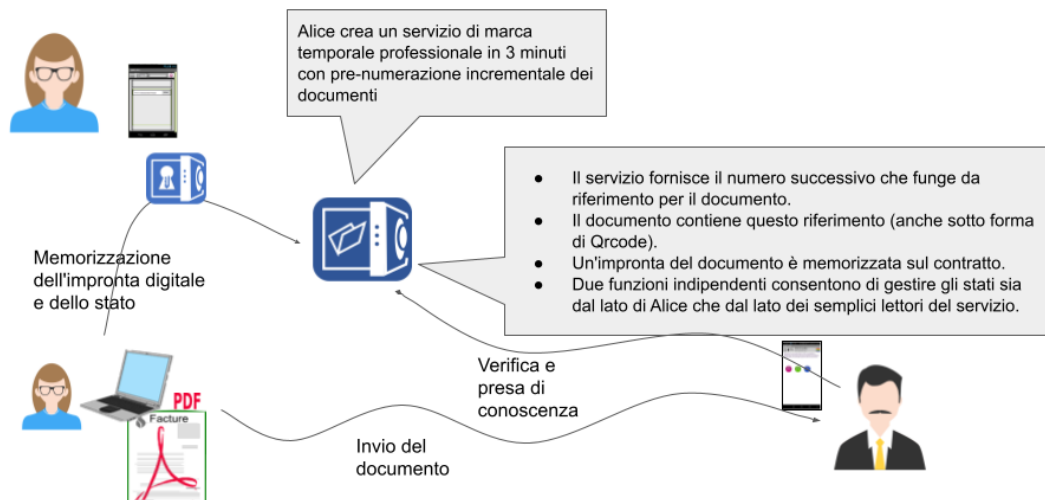 Alice crea un servizio di marca
temporale professionale in 3 minuti
con pre-numerazione incrementale dei
documenti
● Il servizio fornisce il numero successivo che funge da
riferimento per il documento.
● Il documento contiene questo riferimento (anche sotto forma
di Qrcode).
● Un'impronta del documento è memorizzata sul contratto.
● Due funzioni indipendenti consentono di gestire gli stati sia
dal lato di Alice che dal lato dei semplici lettori del servizio.
Memorizzazione
dell'impronta digitale
e dello stato
Verifica e
presa di
conoscenza
PDF
Facture
Invio del
documento